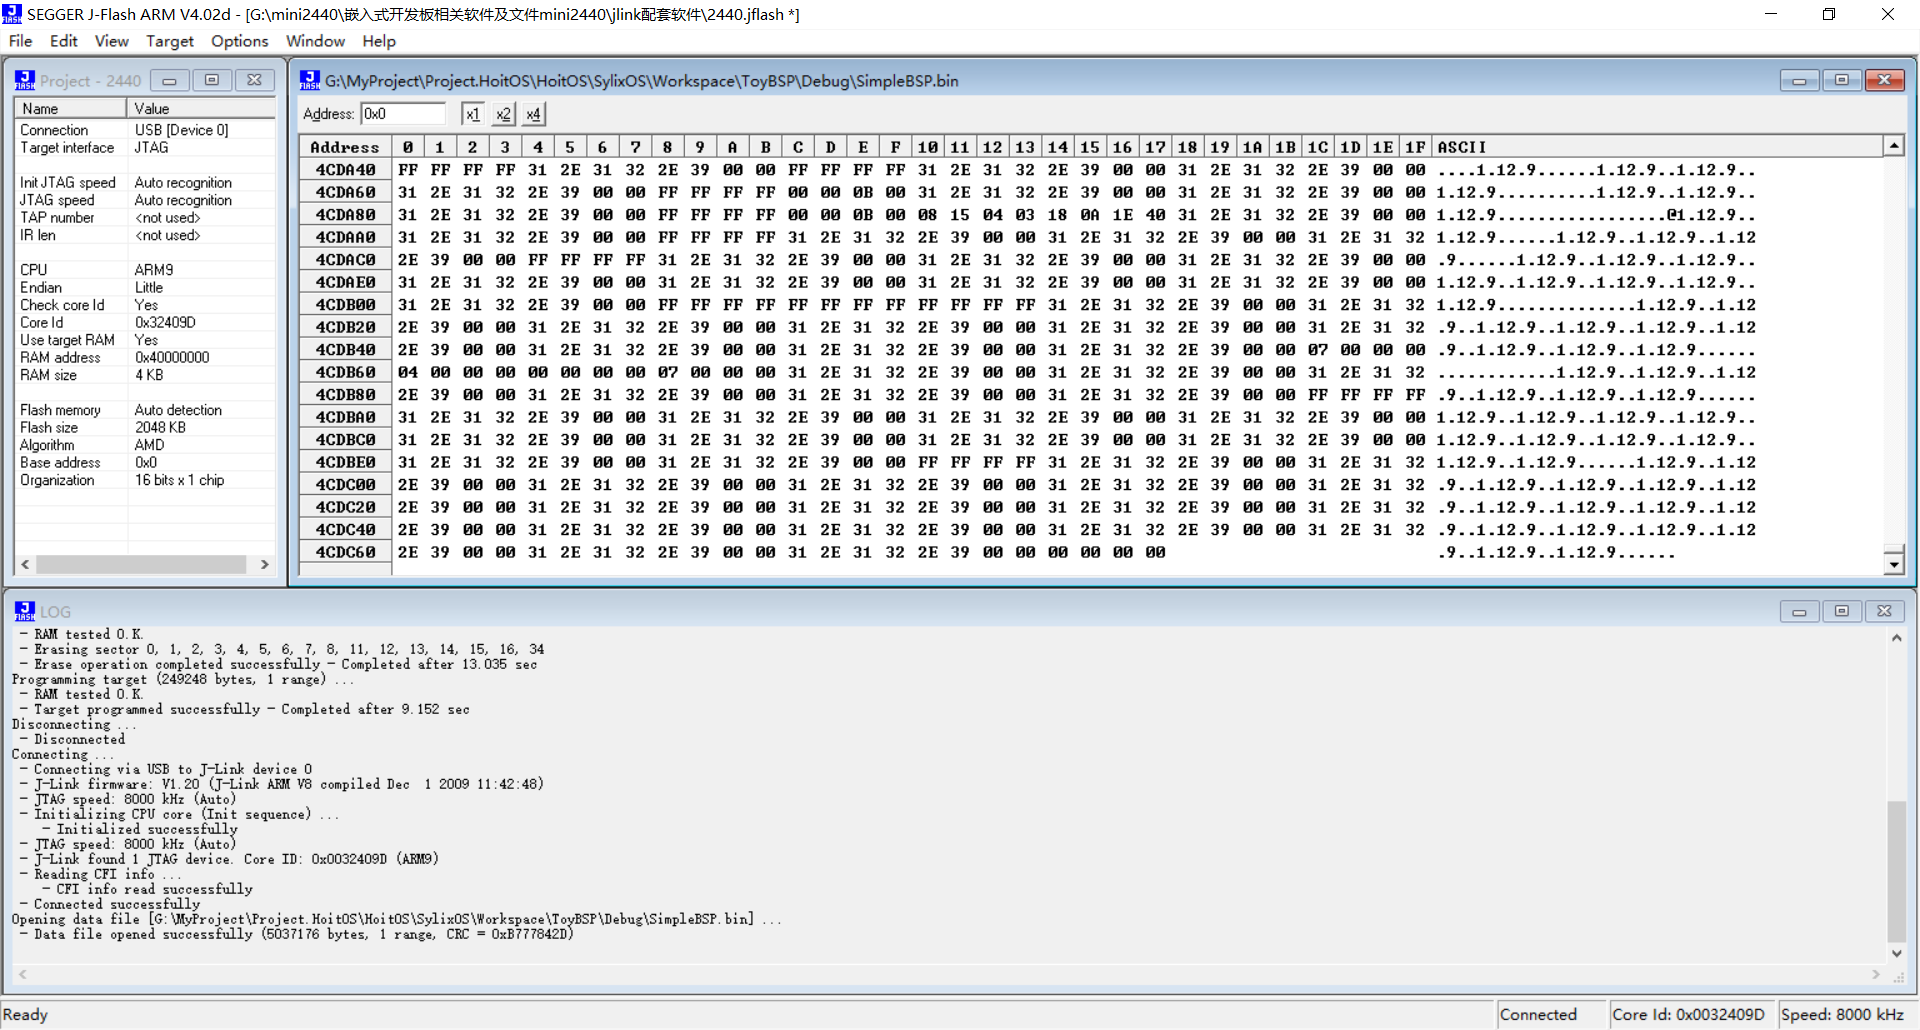 SEGGER J-Flash ARM V4.02d - [G:\mini2440\嵌入式开发板相关软件及文件mini2440\jlink配套软件\2440.jflash *]
File Edit View Target Options Window Help
Project - 2440
Name Value
Connection USB [Device 0]
Target interface JTAG
Init JTAG speed Auto recognition
JTAG speed Auto recognition
TAP number <not used>
IR len <not used>
CPU ARM9
Endian Little
Check core Id Yes
Core Id 0x32409D
Use target RAM Yes
RAM address 0x40000000
RAM size 4 KB
Flash memory Auto detection
Flash size 2048 KB
Algorithm AMD
Base address 0x0
Organization 16 bits x 1 chip
G:\MyProject\Project.HoitOS\HoitOS\SylixOS\Workspace\ToyBSP\Debug\SimpleBSP.bin
Address: 0x0 x1 x2 x4
Address 0 1 2 3 4 5 6 7 8 9 A B C D E F 10 11 12 13 14 15 16 17 18 19 1A 1B 1C 1D 1E 1F ASCII
4CDA40 FF FF FF FF 31 2E 31 32 2E 39 00 00 FF FF FF FF 31 2E 31 32 2E 39 00 00 31 2E 31 32 2E 39 00 00 ....1.12.9......1.12.9..1.12.9..
4CDA60 31 2E 31 32 2E 39 00 00 FF FF FF FF 00 00 0B 00 31 2E 31 32 2E 39 00 00 31 2E 31 32 2E 39 00 00 1.12.9..........1.12.9..1.12.9..
4CDA80 31 2E 31 32 2E 39 00 00 FF FF FF FF 00 00 0B 00 08 15 04 03 18 0A 1E 40 31 2E 31 32 2E 39 00 00 1.12.9.................@1.12.9..
4CDAA0 31 2E 31 32 2E 39 00 00 FF FF FF FF 31 2E 31 32 2E 39 00 00 31 2E 31 32 2E 39 00 00 31 2E 31 32 1.12.9......1.12.9..1.12.9..1.12
4CDAC0 2E 39 00 00 FF FF FF FF 31 2E 31 32 2E 39 00 00 31 2E 31 32 2E 39 00 00 31 2E 31 32 2E 39 00 00 .9......1.12.9..1.12.9..1.12.9..
4CDAE0 31 2E 31 32 2E 39 00 00 31 2E 31 32 2E 39 00 00 31 2E 31 32 2E 39 00 00 31 2E 31 32 2E 39 00 00 1.12.9..1.12.9..1.12.9..1.12.9..
4CDB00 31 2E 31 32 2E 39 00 00 FF FF FF FF FF FF FF FF FF FF FF FF 31 2E 31 32 2E 39 00 00 31 2E 31 32 1.12.9..............1.12.9..1.12
4CDB20 2E 39 00 00 31 2E 31 32 2E 39 00 00 31 2E 31 32 2E 39 00 00 31 2E 31 32 2E 39 00 00 31 2E 31 32 .9..1.12.9..1.12.9..1.12.9..1.12
4CDB40 2E 39 00 00 31 2E 31 32 2E 39 00 00 31 2E 31 32 2E 39 00 00 31 2E 31 32 2E 39 00 00 07 00 00 00 .9..1.12.9..1.12.9..1.12.9......
4CDB60 04 00 00 00 00 00 00 00 07 00 00 00 31 2E 31 32 2E 39 00 00 31 2E 31 32 2E 39 00 00 31 2E 31 32 ............1.12.9..1.12.9..1.12
4CDB80 2E 39 00 00 31 2E 31 32 2E 39 00 00 31 2E 31 32 2E 39 00 00 31 2E 31 32 2E 39 00 00 FF FF FF FF .9..1.12.9..1.12.9..1.12.9......
4CDBA0 31 2E 31 32 2E 39 00 00 31 2E 31 32 2E 39 00 00 31 2E 31 32 2E 39 00 00 31 2E 31 32 2E 39 00 00 1.12.9..1.12.9..1.12.9..1.12.9..
4CDBC0 31 2E 31 32 2E 39 00 00 31 2E 31 32 2E 39 00 00 31 2E 31 32 2E 39 00 00 31 2E 31 32 2E 39 00 00 1.12.9..1.12.9..1.12.9..1.12.9..
4CDBE0 31 2E 31 32 2E 39 00 00 31 2E 31 32 2E 39 00 00 FF FF FF FF 31 2E 31 32 2E 39 00 00 31 2E 31 32 1.12.9..1.12.9......1.12.9..1.12
4CDC00 2E 39 00 00 31 2E 31 32 2E 39 00 00 31 2E 31 32 2E 39 00 00 31 2E 31 32 2E 39 00 00 31 2E 31 32 .9..1.12.9..1.12.9..1.12.9..1.12
4CDC20 2E 39 00 00 31 2E 31 32 2E 39 00 00 31 2E 31 32 2E 39 00 00 31 2E 31 32 2E 39 00 00 31 2E 31 32 .9..1.12.9..1.12.9..1.12.9..1.12
4CDC40 2E 39 00 00 31 2E 31 32 2E 39 00 00 31 2E 31 32 2E 39 00 00 31 2E 31 32 2E 39 00 00 31 2E 31 32 .9..1.12.9..1.12.9..1.12.9..1.12
4CDC60 2E 39 00 00 31 2E 31 32 2E 39 00 00 31 2E 31 32 2E 39 00 00 00 00 00 00 .9..1.12.9..1.12.9......
LOG
- RAM tested O.K.
- Erasing sector 0, 1, 2, 3, 4, 5, 6, 7, 8, 11, 12, 13, 14, 15, 16, 34
- Erase operation completed successfully - Completed after 13.035 sec
Programming target (249248 bytes, 1 range) ...
- RAM tested O.K.
- Target programmed successfully - Completed after 9.152 sec
Disconnecting ...
- Disconnected
Connecting ...
- Connecting via USB to J-Link device 0
- J-Link firmware: V1.20 (J-Link ARM V8 compiled Dec  1 2009 11:42:48)
- JTAG speed: 8000 kHz (Auto)
- Initializing CPU core (Init sequence) ...
- Initialized successfully
- JTAG speed: 8000 kHz (Auto)
- J-Link found 1 JTAG device. Core ID: 0x0032409D (ARM9)
- Reading CFI info ...
- CFI info read successfully
- Connected successfully
Opening data file [G:\MyProject\Project.HoitOS\HoitOS\SylixOS\Workspace\ToyBSP\Debug\SimpleBSP.bin] ...
- Data file opened successfully (5037176 bytes, 1 range, CRC = 0xB777842D)
Ready Connected Core Id: 0x0032409D Speed: 8000 kHz